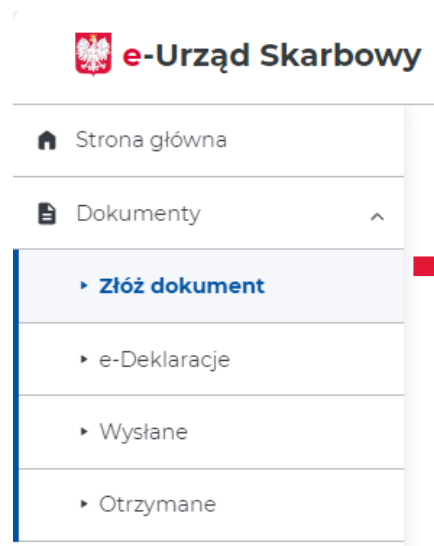 e-Urząd Skarbowy
Strona główna
Dokumenty
Złóż dokument
e-Deklaracje
Wysłane
Otrzymane